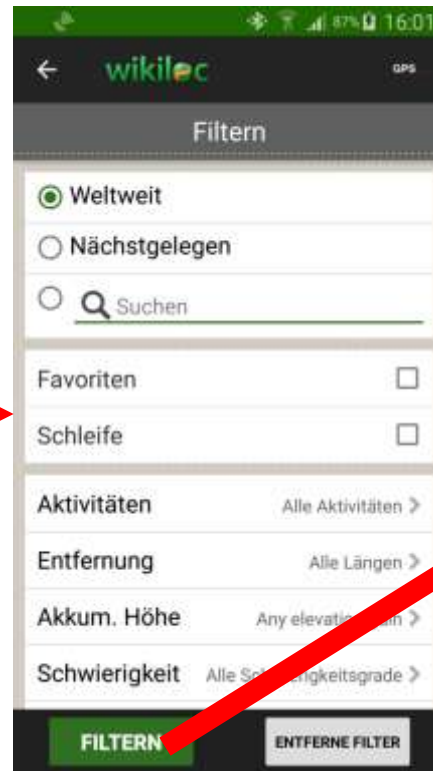 87% 16:01
wikiloc GPS
Filtern
Weltweit
Nächstgelegen
Suchen
Favoriten
Schleife
Aktivitäten Alle Aktivitäten >
Entfernung Alle Längen >
Akkum. Höhe Any >
Schwierigkeit Alle >
FILTERN ENTFERNE FILTER